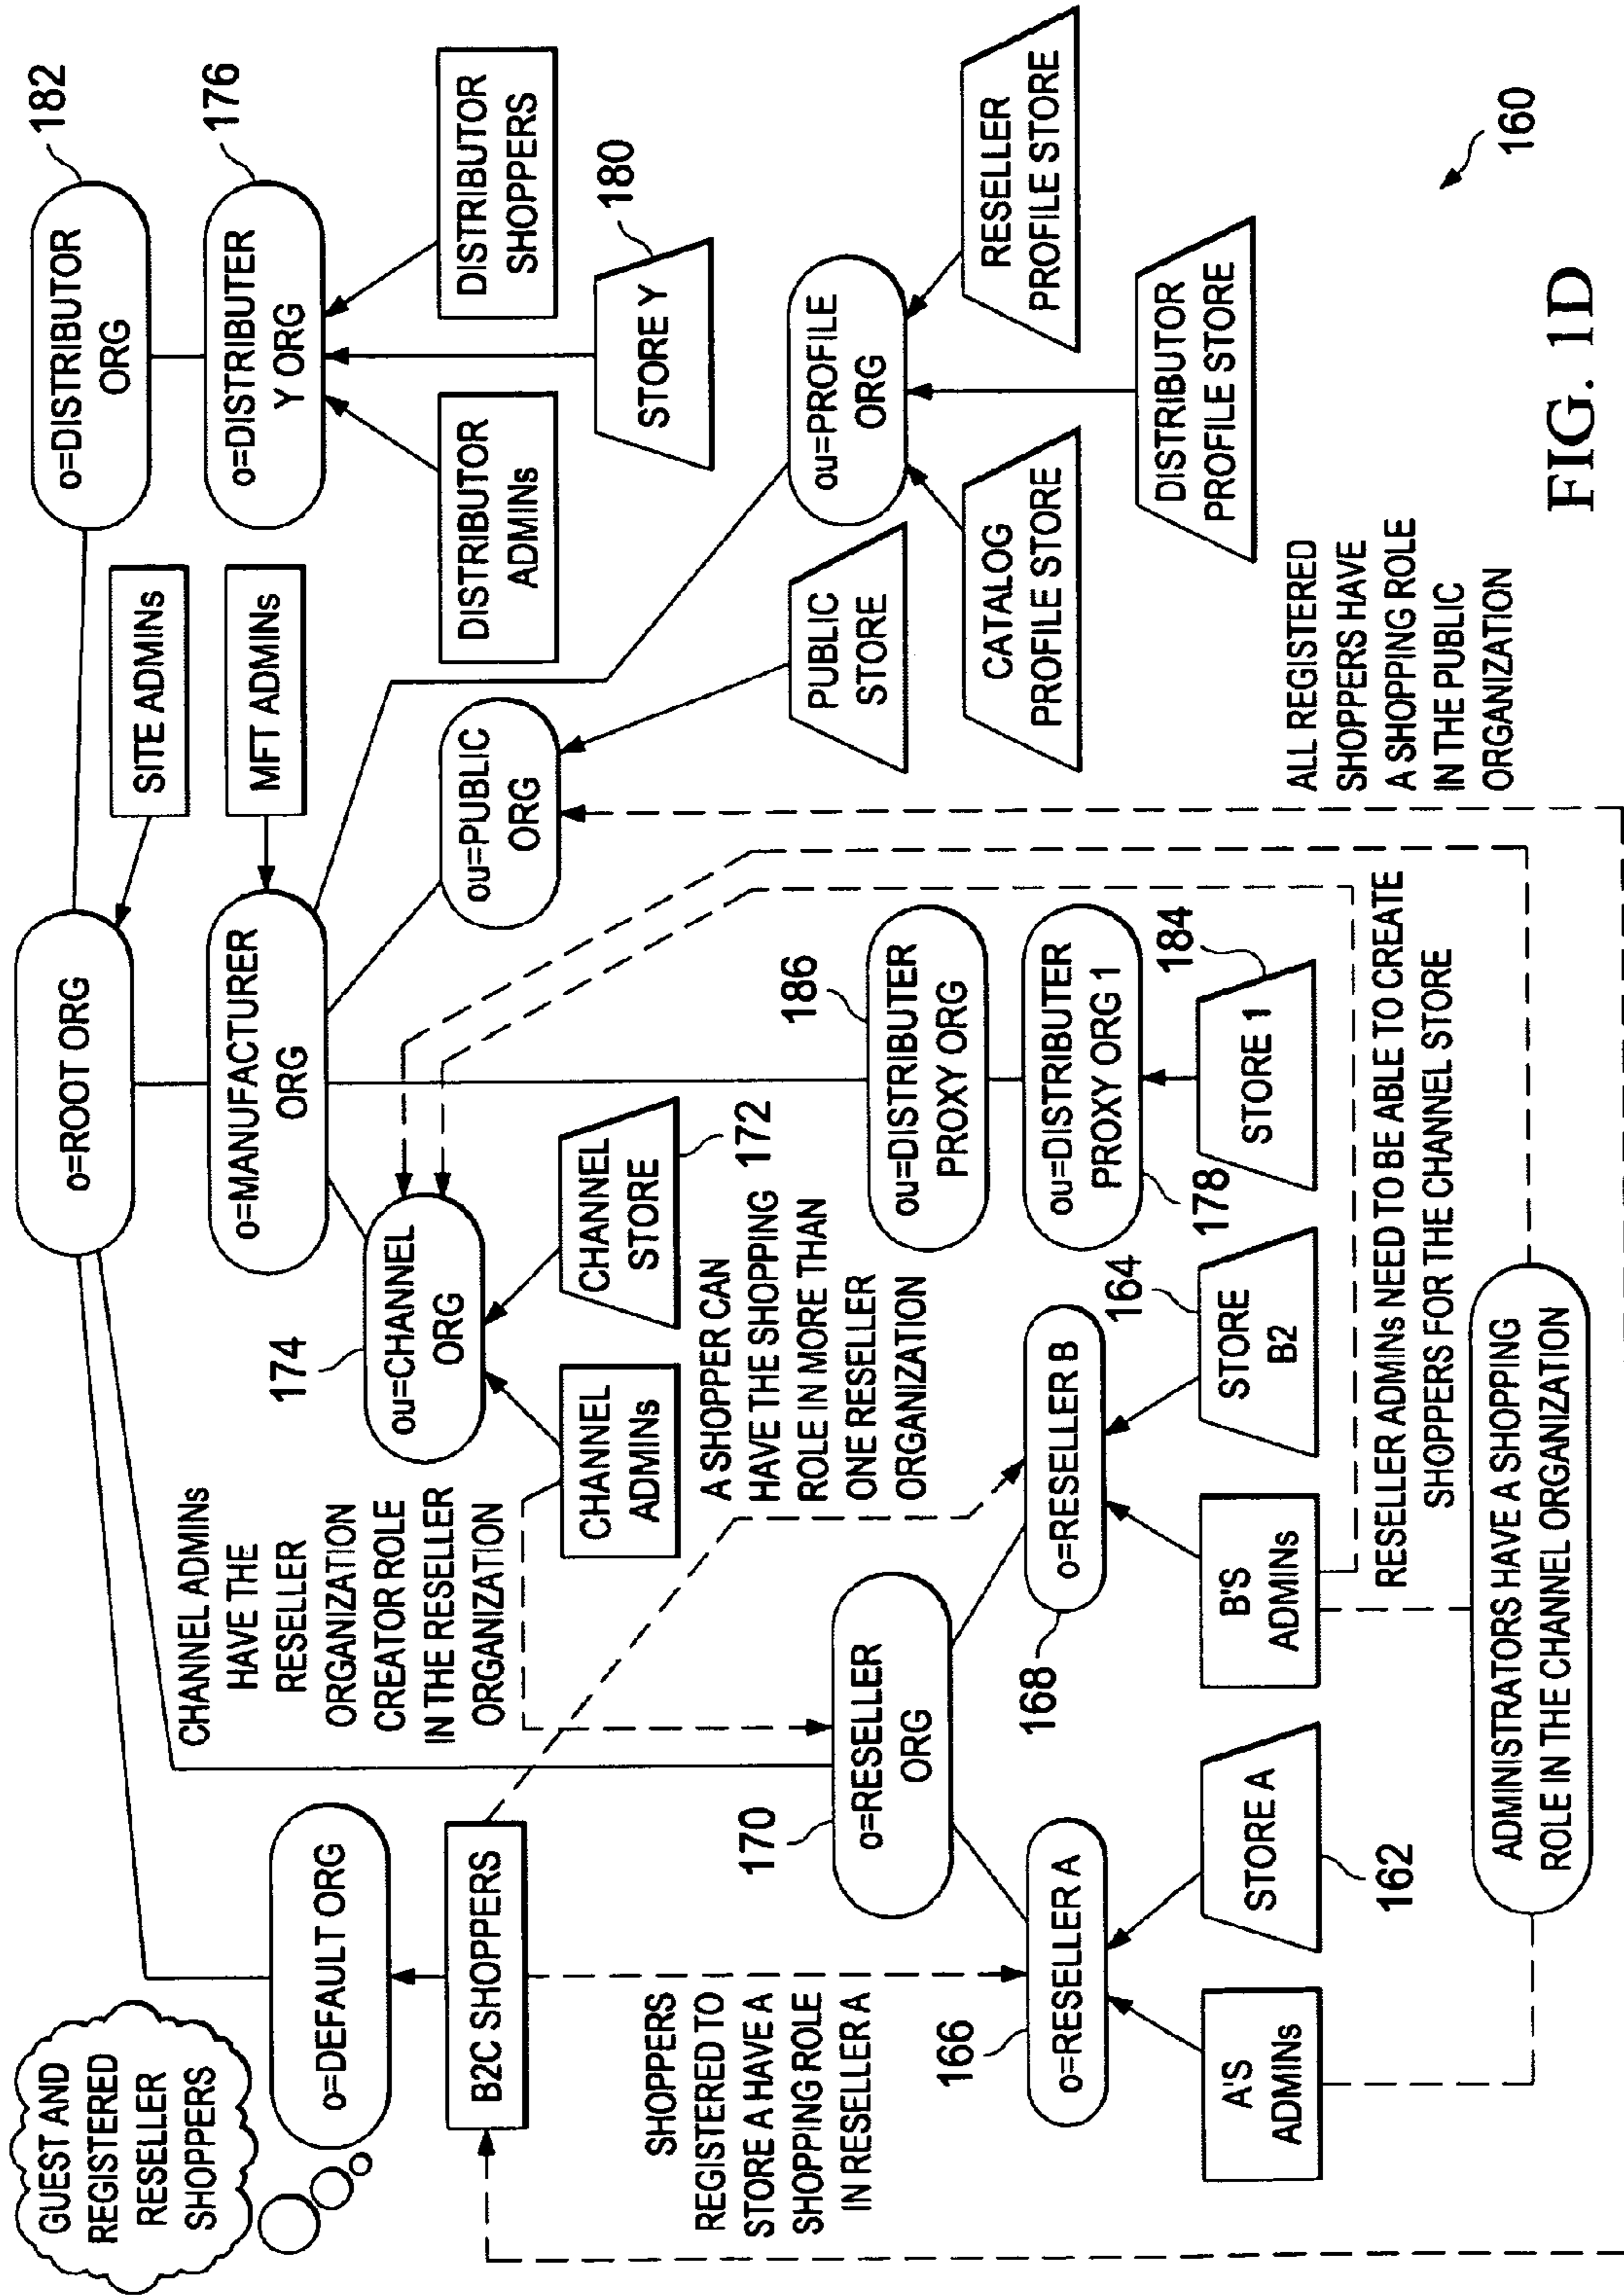 GUEST AND
REGISTERED
RESELLER
SHOPPERS
o=ROOT ORG
SITE ADMINs
o=DISTRIBUTOR
ORG
182
o=DEFAULT ORG
CHANNEL ADMINs
HAVE THE
RESELLER
ORGANIZATION
CREATOR ROLE
IN THE RESELLER
ORGANIZATION
o=MANUFACTURER
ORG
MFT ADMINs
o=DISTRIBUTER
Y ORG
176
B2C SHOPPERS
174
ou=CHANNEL
ORG
ou=PUBLIC
ORG
DISTRIBUTOR
ADMINs
DISTRIBUTOR
SHOPPERS
CHANNEL
ADMINs
CHANNEL
STORE
172
STORE Y
180
SHOPPERS
REGISTERED TO
STORE A HAVE A
SHOPPING ROLE
IN RESELLER A
A SHOPPER CAN
HAVE THE SHOPPING
ROLE IN MORE THAN
ONE RESELLER
ORGANIZATION
PUBLIC
STORE
ou=PROFILE
ORG
170
o=RESELLER
ORG
186
ou=DISTRIBUTER
PROXY ORG
CATALOG
PROFILE STORE
RESELLER
PROFILE STORE
166
o=RESELLER A
168
o=RESELLER B
ou=DISTRIBUTER
PROXY ORG 1
178
184
DISTRIBUTOR
PROFILE STORE
A'S
ADMINs
STORE A
162
B'S
ADMINs
STORE
B2
164
STORE 1
ALL REGISTERED
SHOPPERS HAVE
A SHOPPING ROLE
IN THE PUBLIC
ORGANIZATION
RESELLER ADMINs NEED TO BE ABLE TO CREATE
SHOPPERS FOR THE CHANNEL STORE
ADMINISTRATORS HAVE A SHOPPING
ROLE IN THE CHANNEL ORGANIZATION
160
FIG. 1D